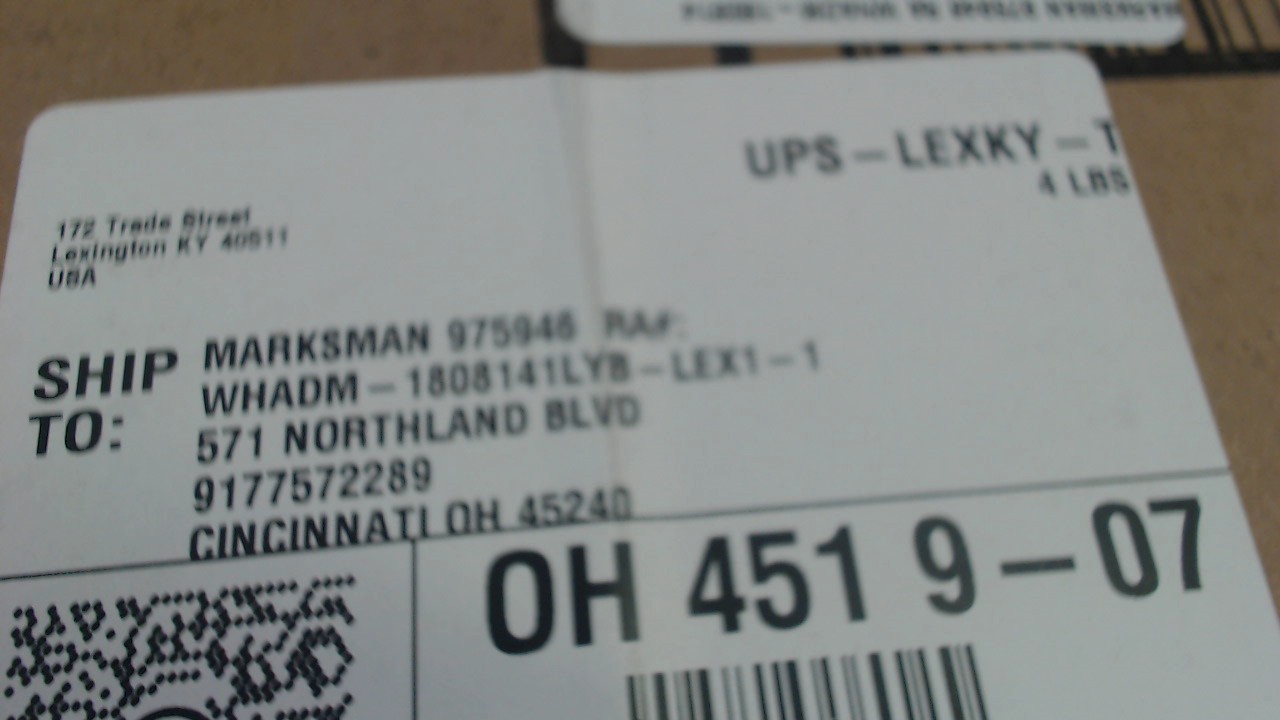 UPS - LEXKY - T
4 LBS
172 Trade Street
Lexington KY 40511
USA
SHIP TO:
MARKSMAN 975946 RA#:
WHADM - 1808141LYB - LEX1 - 1
571 NORTHLAND BLVD
9177572289
CINCINNATI OH 45240
OH 451 9 - 07